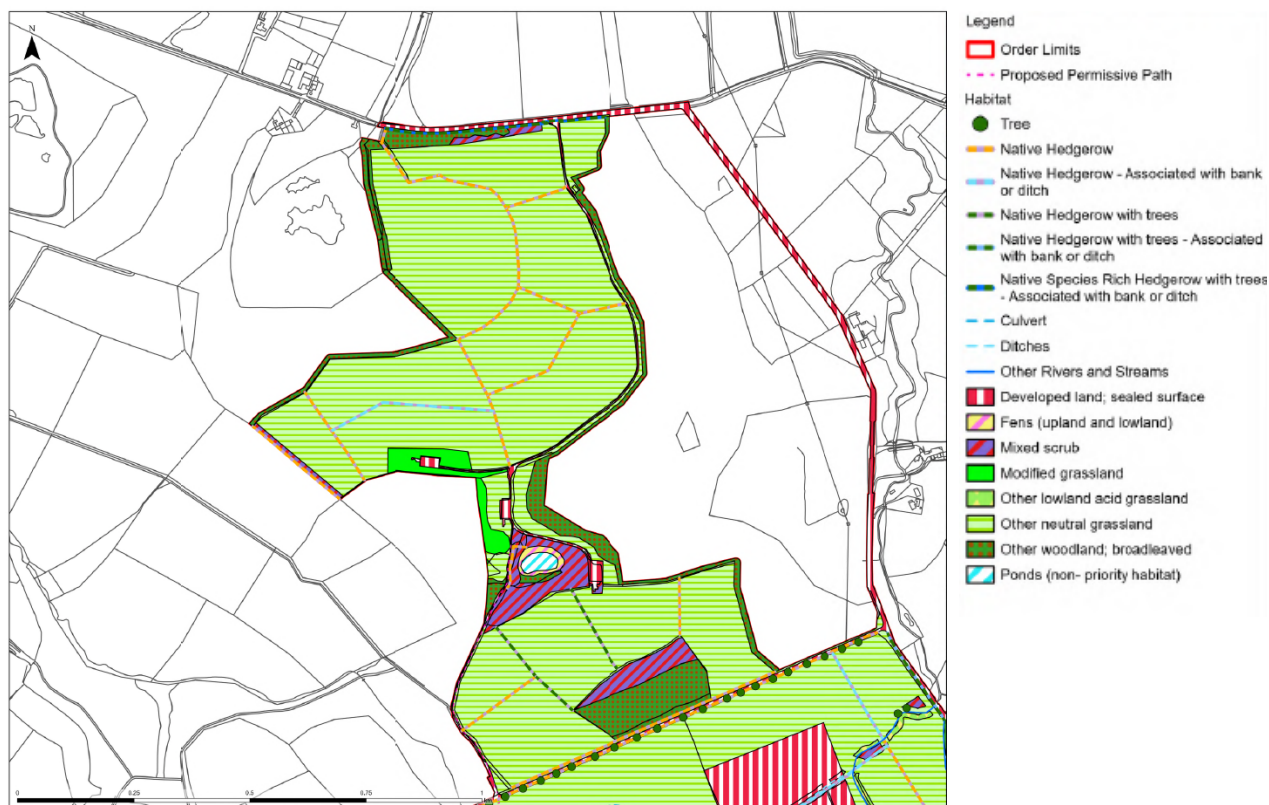 N
Legend
Order Limits
Proposed Permissive Path
Habitat
Tree
Native Hedgerow
Native Hedgerow - Associated with bank
or ditch
Native Hedgerow with trees
Native Hedgerow with trees - Associated
with bank or ditch
Native Species Rich Hedgerow with trees
- Associated with bank or ditch
Culvert
Ditches
Other Rivers and Streams
Developed land; sealed surface
Fens (upland and lowland)
Mixed scrub
Modified grassland
Other lowland acid grassland
Other neutral grassland
Other woodland; broadleaved
Ponds (non- priority habitat)
0 0.25 0.5 0.75 1